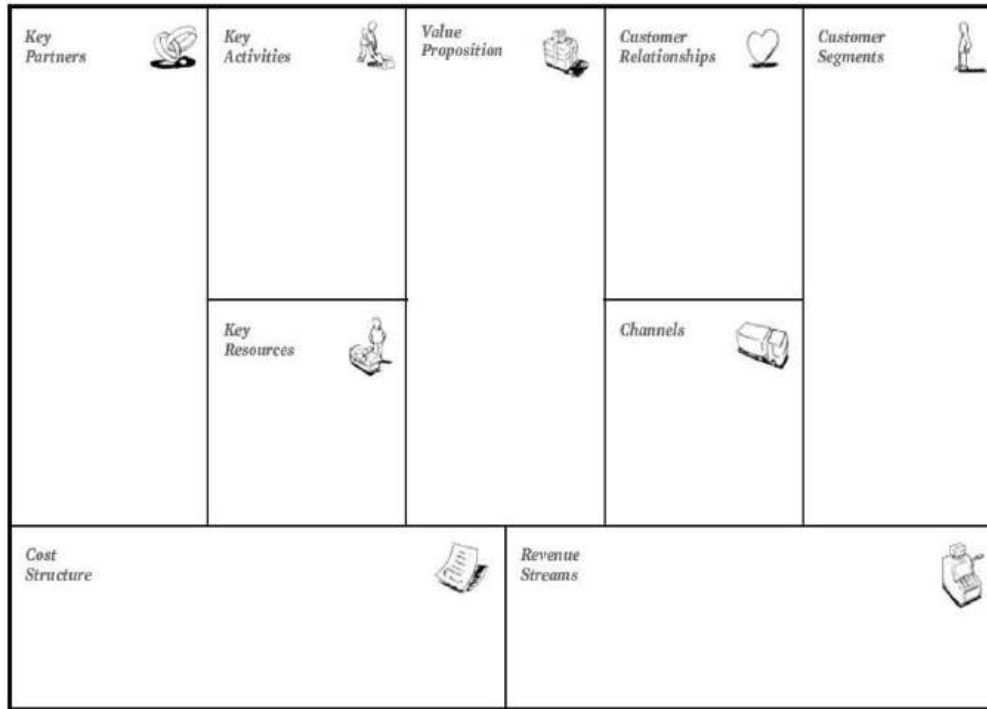 Key
Partners
Key
Activities
Value
Proposition
Customer
Relationships
Customer
Segments
Key
Resources
Channels
Cost
Structure
Revenue
Streams